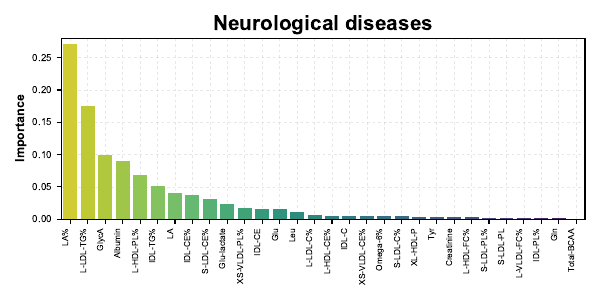 Neurological diseases
Importance
0.25
0.20
0.15
0.10
0.05
0.00
LA%
L-LDL-TG%
GlycA
Albumin
L-HDL-PL%
IDL-TG%
LA
IDL-CE%
S-LDL-CE%
Glu-lactate
XS-VLDL-PL%
IDL-CE
Glu
Leu
L-LDL-C%
L-HDL-CE%
IDL-C
XS-VLDL-CE%
Omega-6%
S-LDL-C%
XL-HDL-P
Tyr
Creatinine
L-HDL-FC%
S-LDL-PL%
S-LDL-PL
L-VLDL-FC%
IDL-PL%
Gln
Total-BCAA